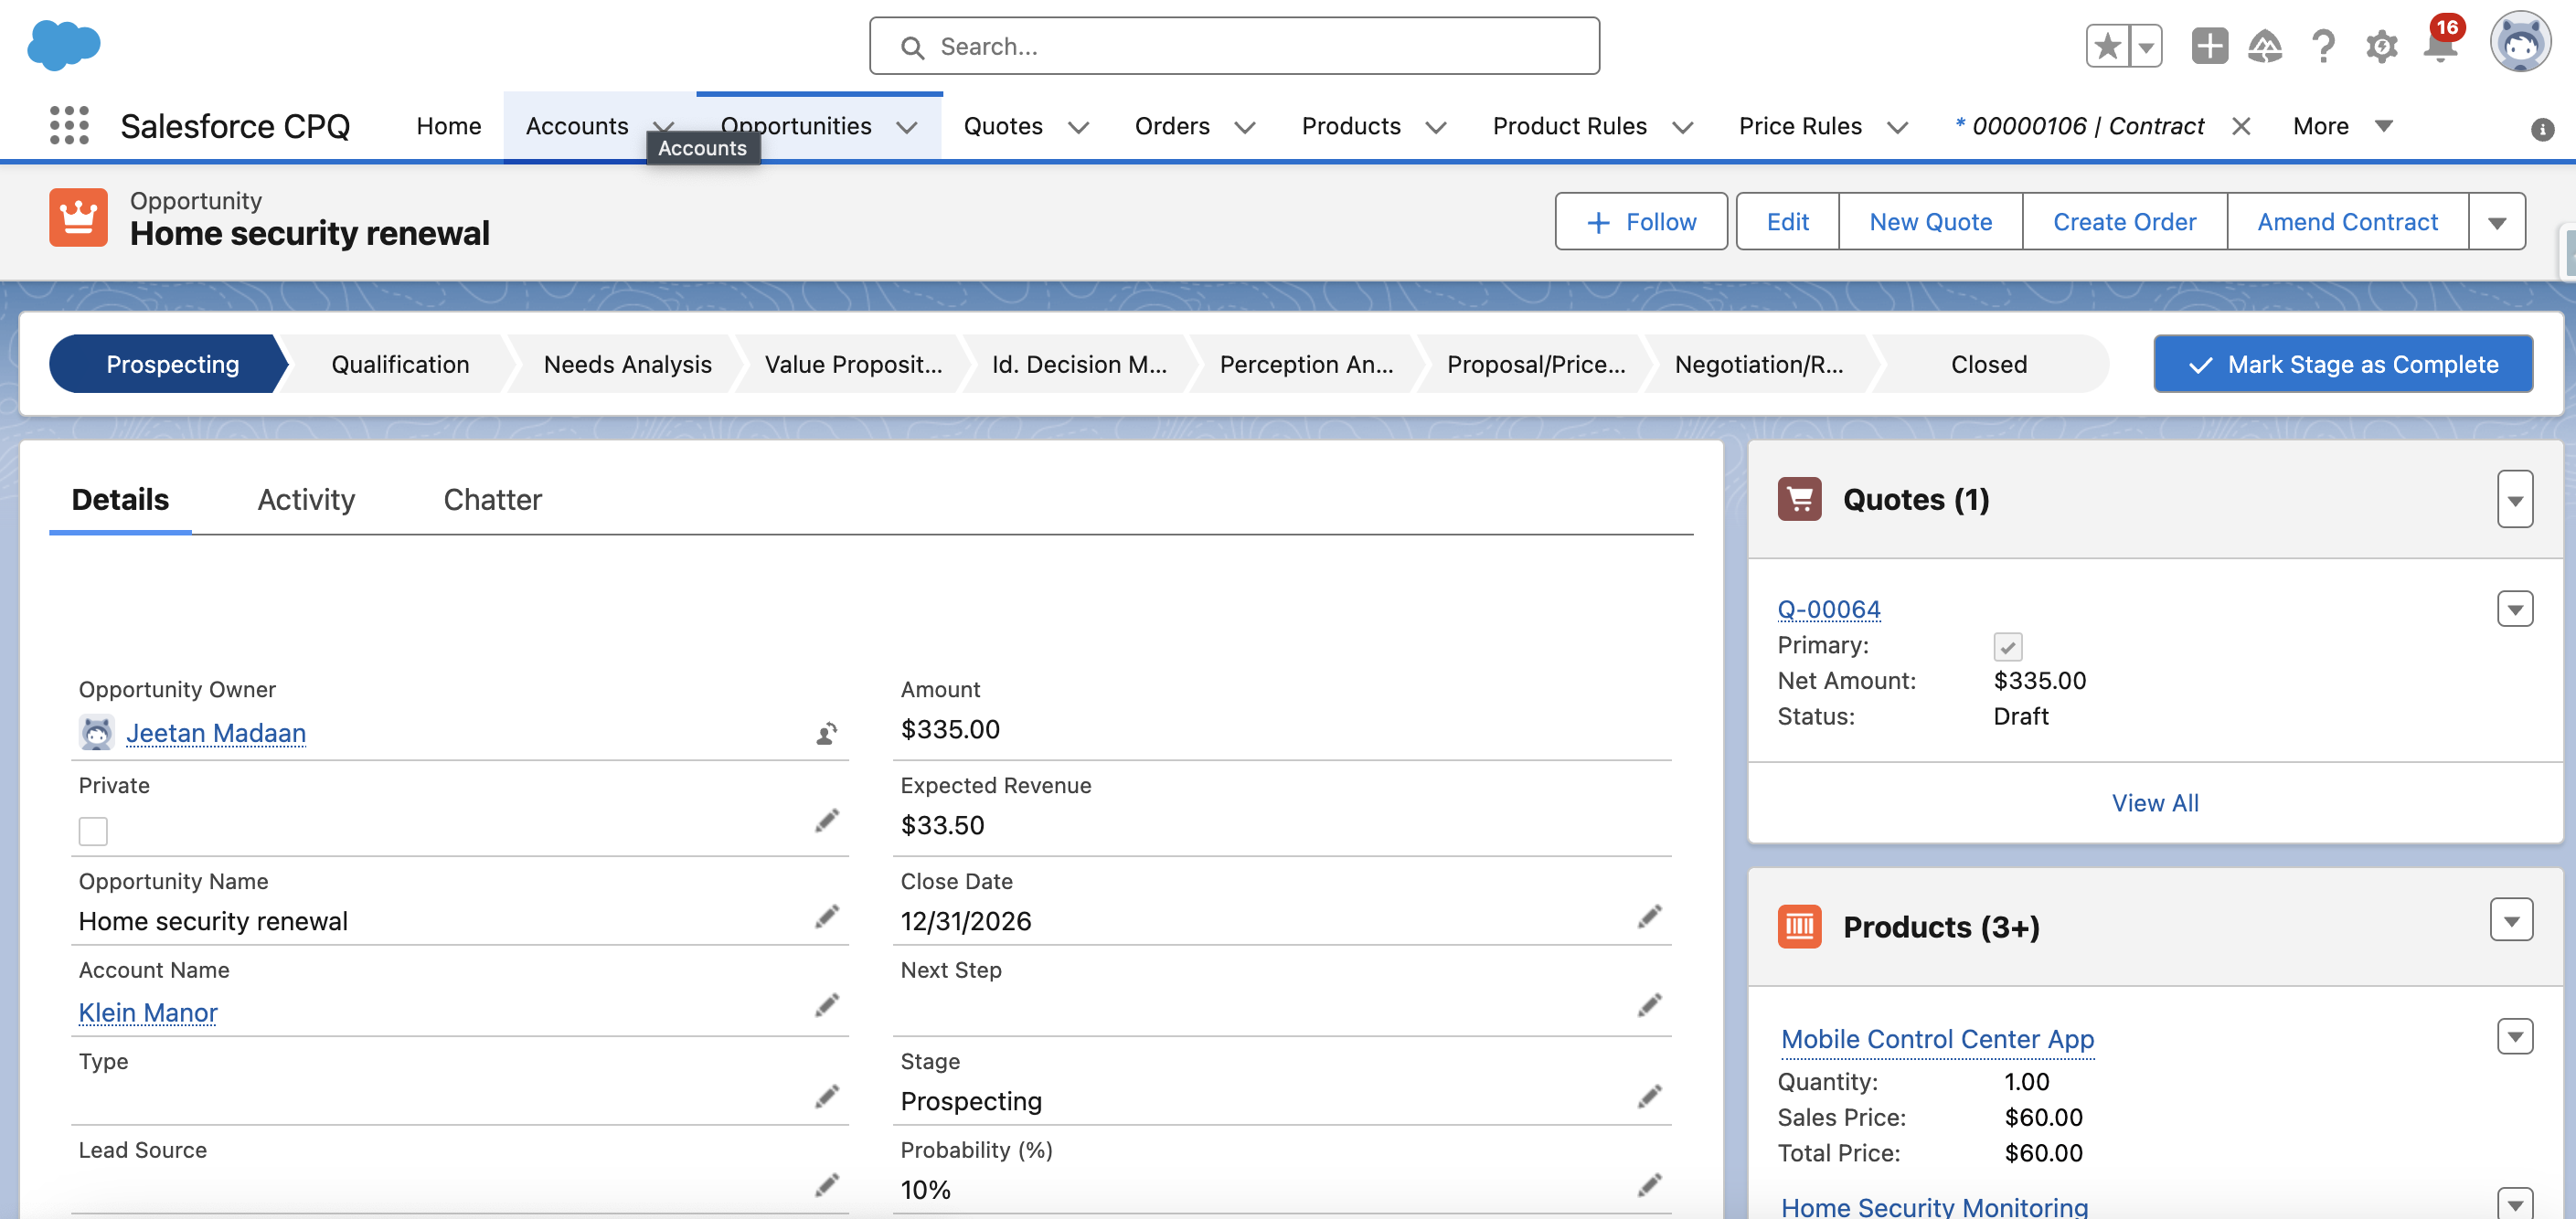 Search...
16
Salesforce CPQ
Home
Accounts
Opportunities
Quotes
Orders
Products
Product Rules
Price Rules
* 00000106 | Contract
More
Accounts
Opportunity
Home security renewal
Follow
Edit
New Quote
Create Order
Amend Contract
Prospecting
Qualification
Needs Analysis
Value Proposit...
Id. Decision M...
Perception An...
Proposal/Price...
Negotiation/R...
Closed
Mark Stage as Complete
Details
Activity
Chatter
Opportunity Owner
Jeetan Madaan
Amount
$335.00
Private
Expected Revenue
$33.50
Opportunity Name
Home security renewal
Close Date
12/31/2026
Account Name
Klein Manor
Next Step
Type
Stage
Prospecting
Lead Source
Probability (%)
10%
Quotes (1)
Q-00064
Primary:
Net Amount: $335.00
Status: Draft
View All
Products (3+)
Mobile Control Center App
Quantity: 1.00
Sales Price: $60.00
Total Price: $60.00
Home Security Monitoring